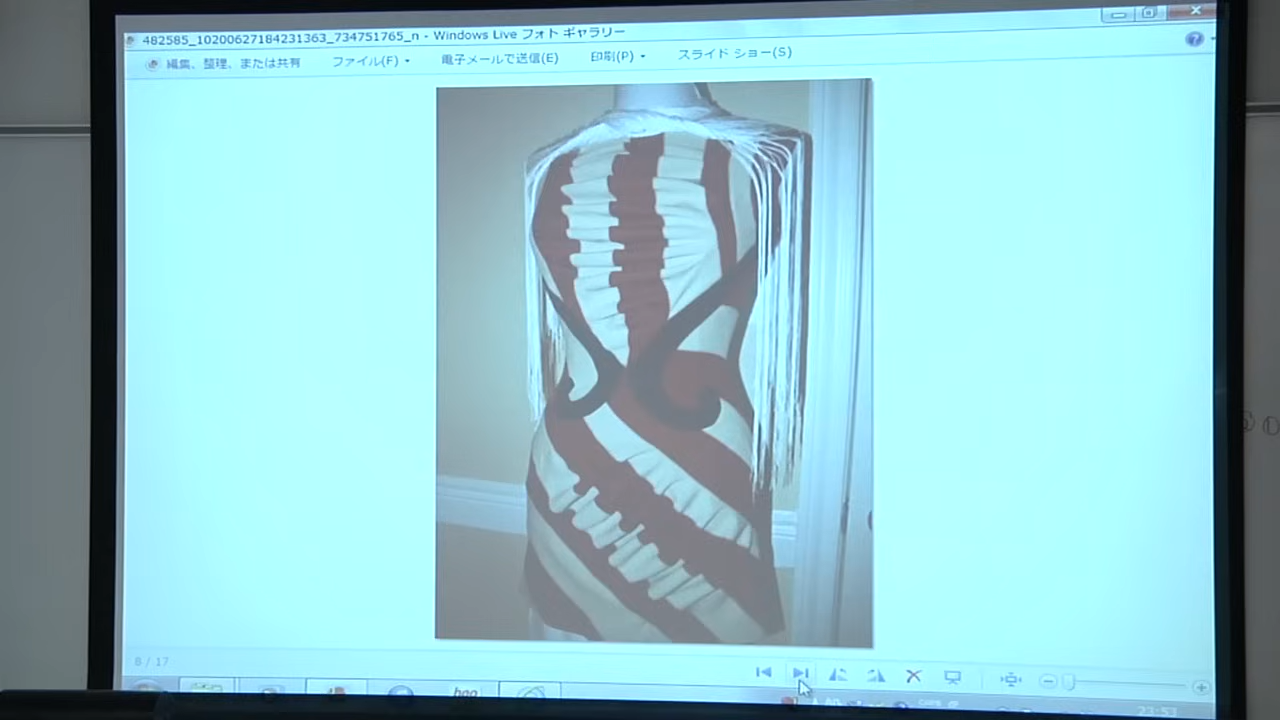 482585_10200627184231363_734751765_n - Windows Live フォト ギャラリー
編集、整理、または共有 ファイル(F) 電子メールで送信(E) 印刷(P) スライド ショー(S)
8 / 17
23:53